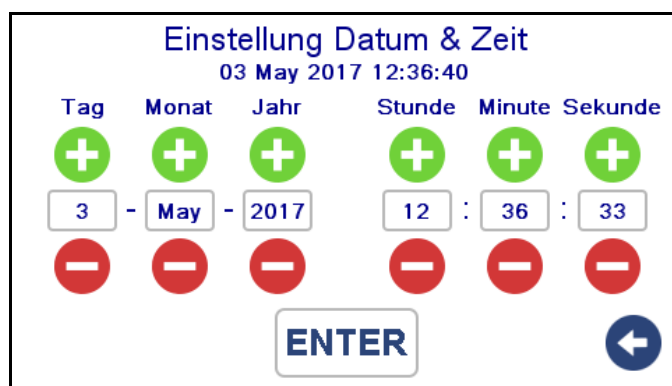 Einstellung Datum & Zeit
03 May 2017 12:36:40
Tag Monat Jahr Stunde Minute Sekunde
3 - May - 2017 12 : 36 : 33
ENTER